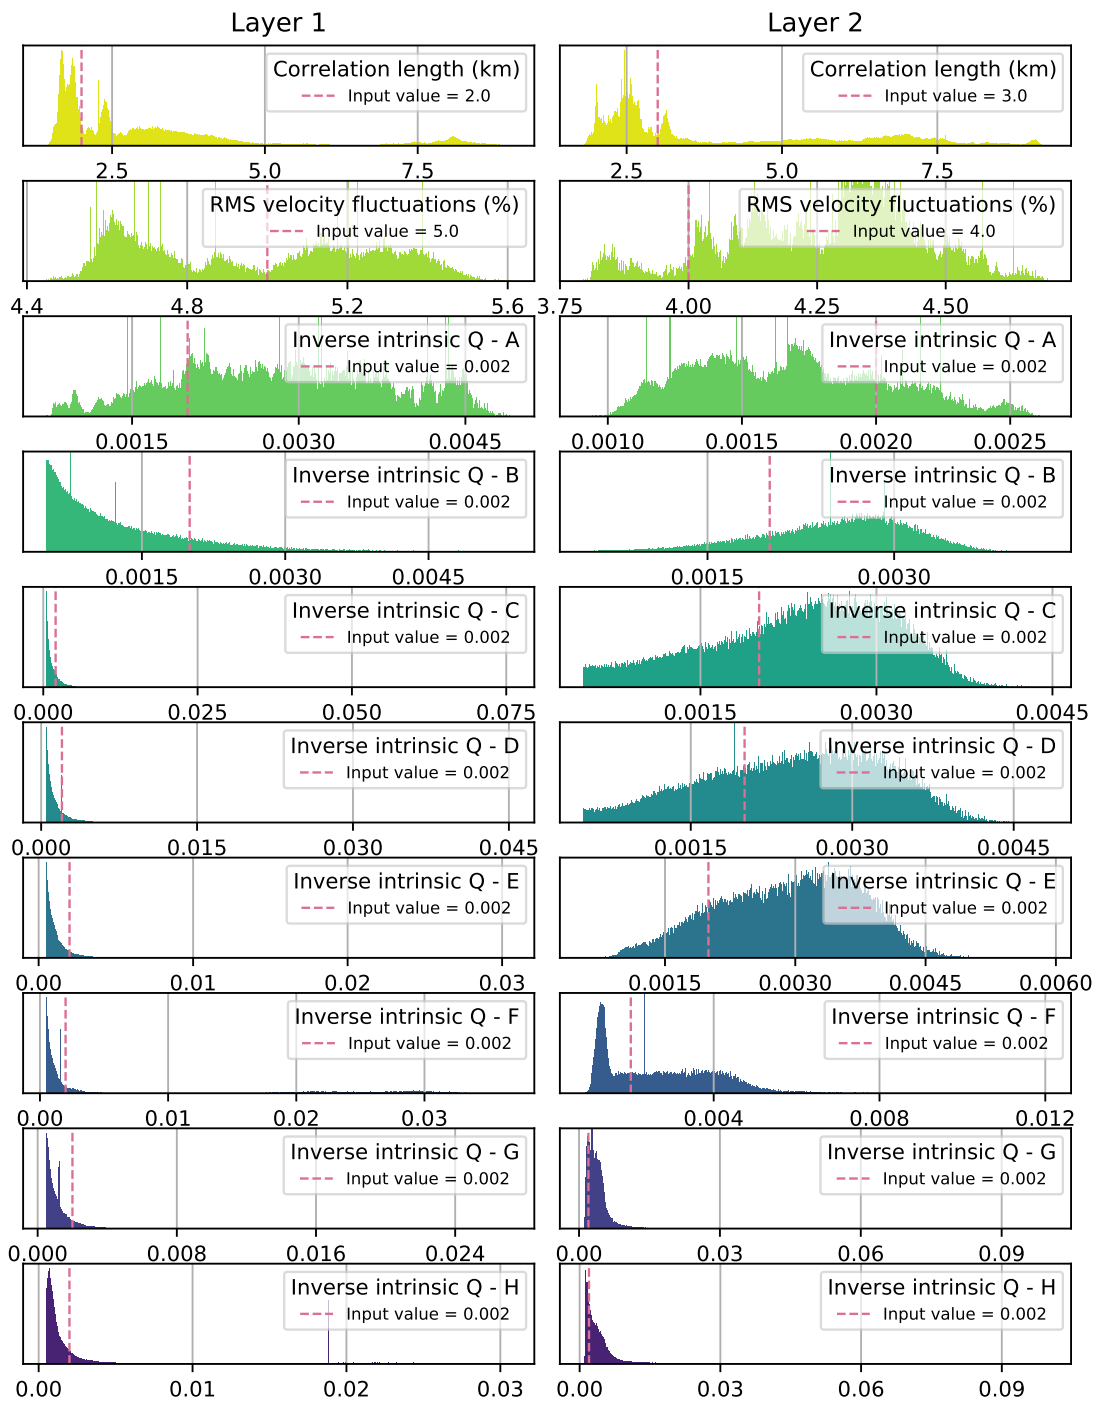 Layer 1 Layer 2
Correlation length (km) Correlation length (km)
Input value = 2.0 Input value = 3.0
2.5 5.0 7.5 2.5 5.0 7.5
RMS velocity fluctuations (%) RMS velocity fluctuations (%)
Input value = 5.0 Input value = 4.0
4.4 4.8 5.2 5.6 3.75 4.00 4.25 4.50
Inverse intrinsic Q - A Inverse intrinsic Q - A
Input value = 0.002 Input value = 0.002
0.0015 0.0030 0.0045 0.0010 0.0015 0.0020 0.0025
Inverse intrinsic Q - B Inverse intrinsic Q - B
Input value = 0.002 Input value = 0.002
0.0015 0.0030 0.0045 0.0015 0.0030
Inverse intrinsic Q - C Inverse intrinsic Q - C
Input value = 0.002 Input value = 0.002
0.000 0.025 0.050 0.075 0.0015 0.0030 0.0045
Inverse intrinsic Q - D Inverse intrinsic Q - D
Input value = 0.002 Input value = 0.002
0.000 0.015 0.030 0.045 0.0015 0.0030 0.0045
Inverse intrinsic Q - E Inverse intrinsic Q - E
Input value = 0.002 Input value = 0.002
0.00 0.01 0.02 0.03 0.0015 0.0030 0.0045 0.0060
Inverse intrinsic Q - F Inverse intrinsic Q - F
Input value = 0.002 Input value = 0.002
0.00 0.01 0.02 0.03 0.004 0.008 0.012
Inverse intrinsic Q - G Inverse intrinsic Q - G
Input value = 0.002 Input value = 0.002
0.000 0.008 0.016 0.024 0.00 0.03 0.06 0.09
Inverse intrinsic Q - H Inverse intrinsic Q - H
Input value = 0.002 Input value = 0.002
0.00 0.01 0.02 0.03 0.00 0.03 0.06 0.09